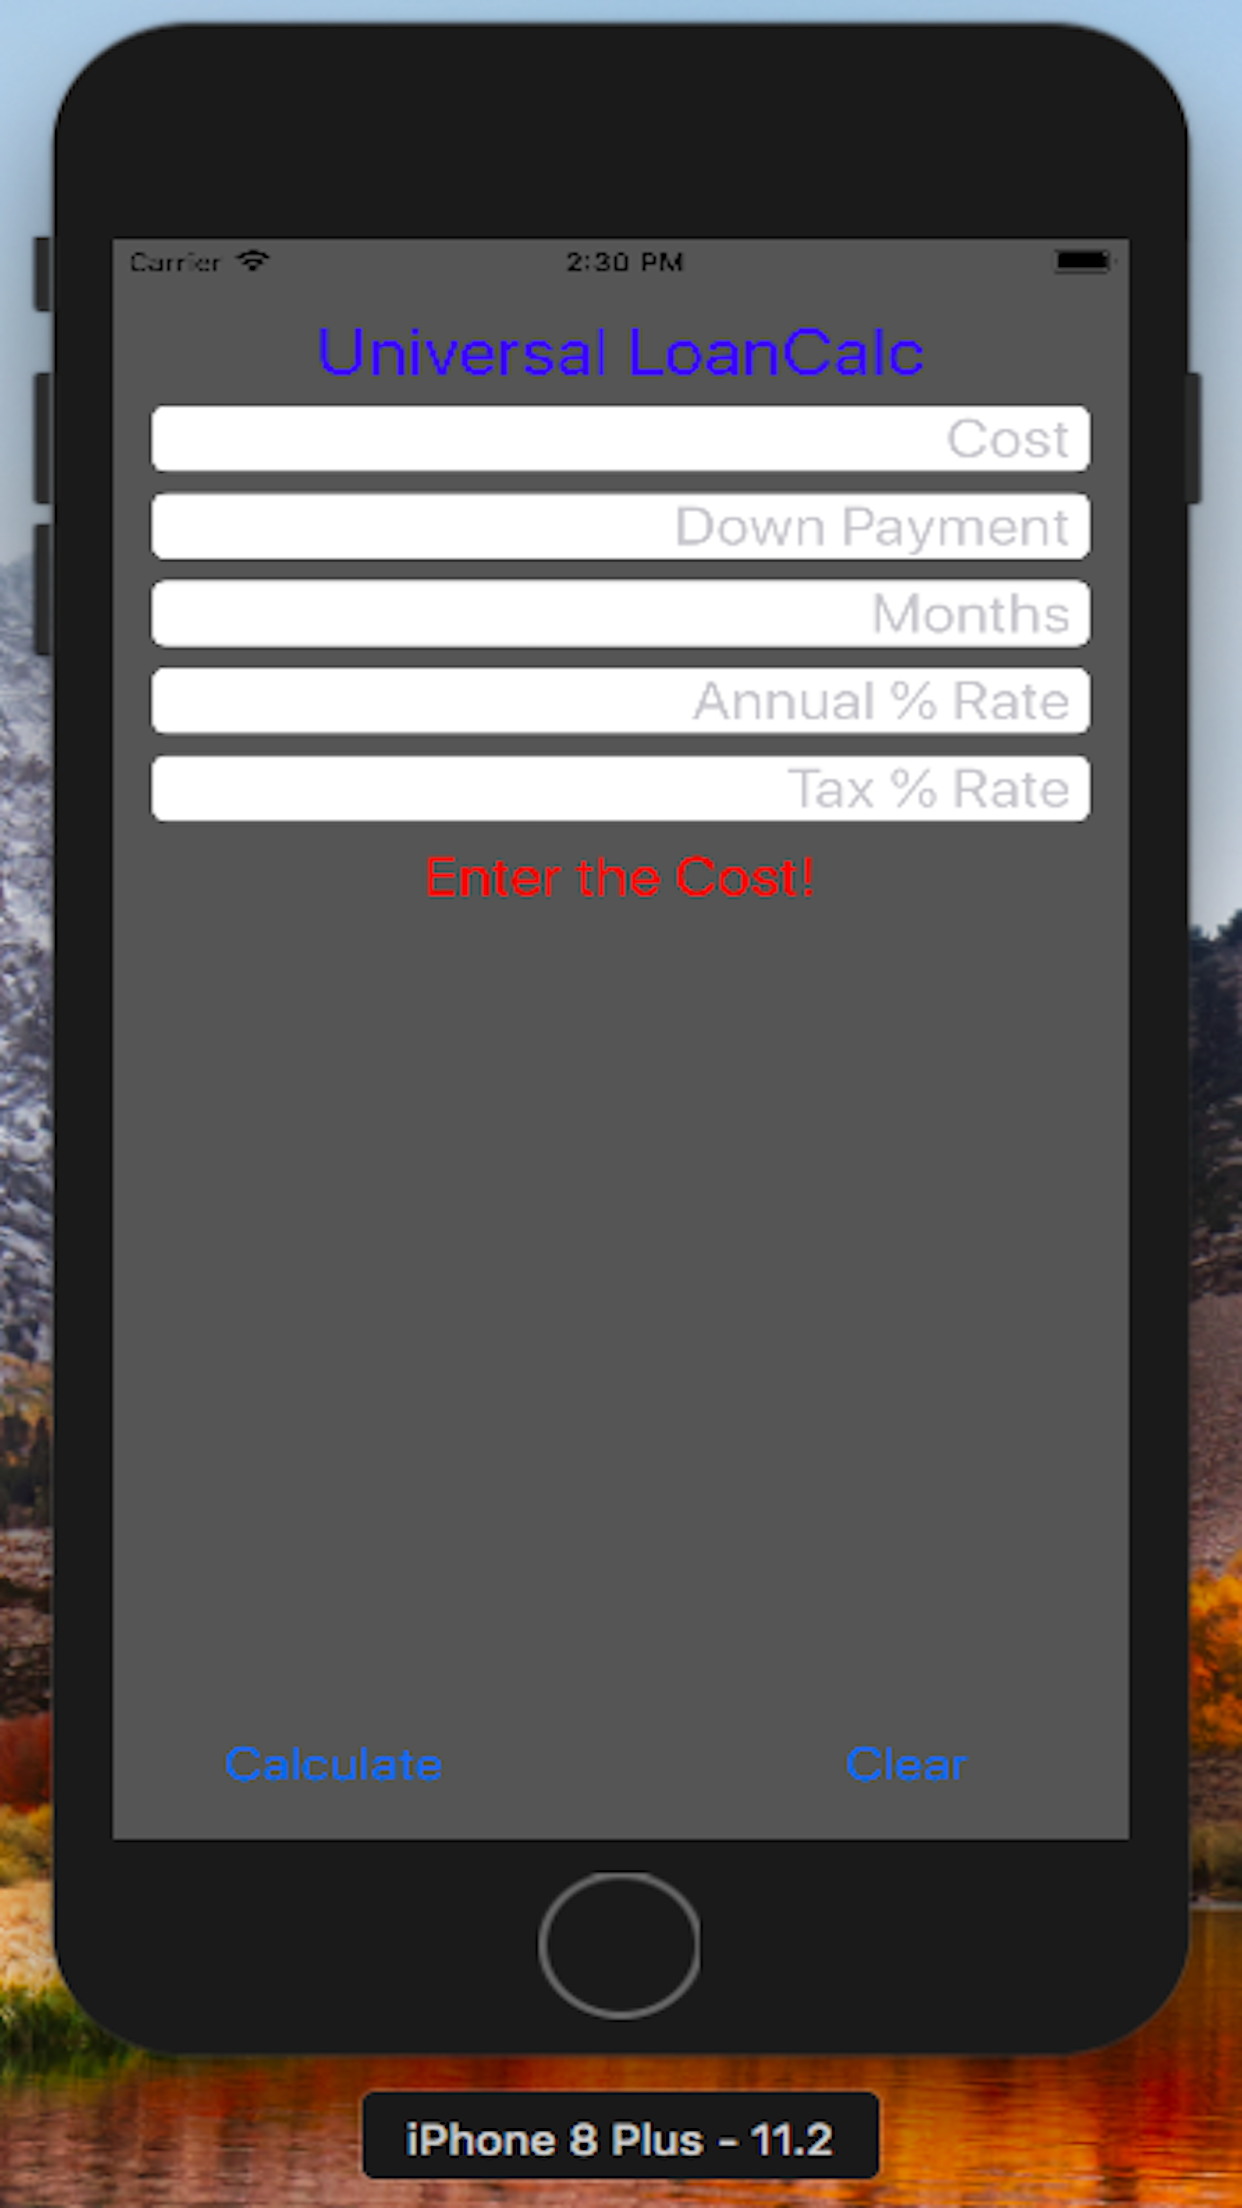 Carrier 2:30 PM
Universal LoanCalc
Cost
Down Payment
Months
Annual % Rate
Tax % Rate
Enter the Cost!
Calculate Clear
iPhone 8 Plus - 11.2